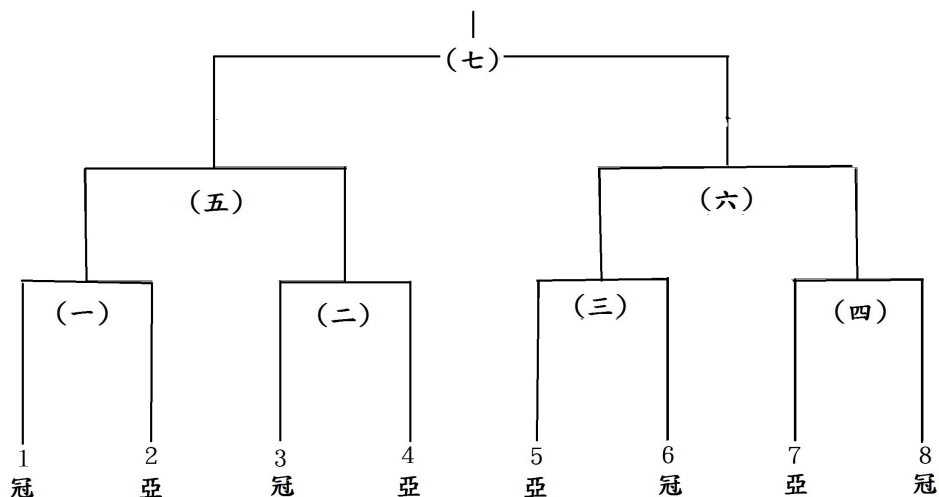 (七)
(五) (六)
(一) (二) (三) (四)
1 2 3 4 5 6 7 8
冠 亞 冠 亞 亞 冠 亞 冠